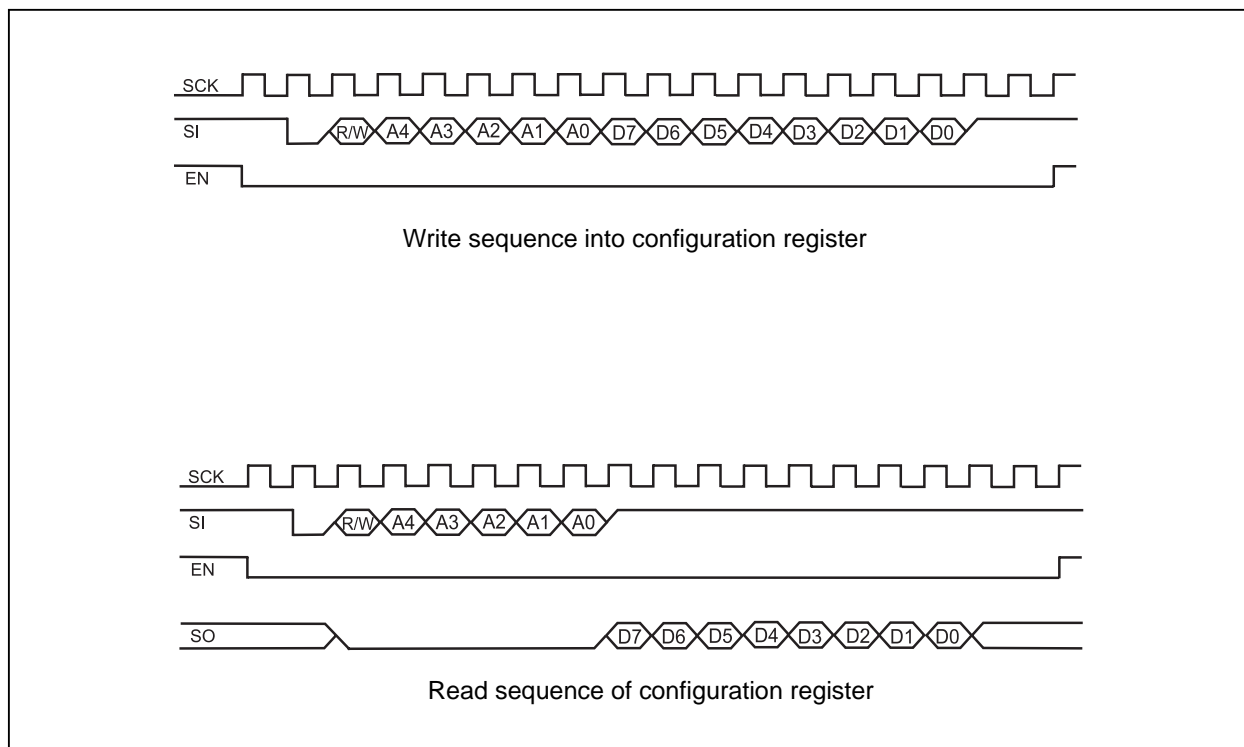 SCK
SI R/W A4 A3 A2 A1 A0 D7 D6 D5 D4 D3 D2 D1 D0
EN
Write sequence into configuration register
SCK
SI R/W A4 A3 A2 A1 A0
EN
SO D7 D6 D5 D4 D3 D2 D1 D0
Read sequence of configuration register